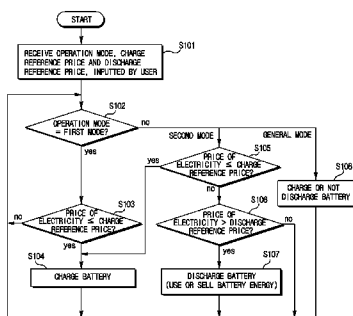 START
S101
RECEIVE OPERATION MODE, CHARGE
REFERENCE PRICE AND DISCHARGE
REFERENCE PRICE, INPUTTED BY USER
S102
OPERATION MODE
= FIRST MODE?
no
yes
SECOND MODE
GENERAL MODE
S105
PRICE OF
ELECTRICITY ≤ CHARGE
REFERENCE PRICE?
yes
no
S108
CHARGE OR NOT
DISCHARGE BATTERY
S103
PRICE OF
ELECTRICITY ≤ CHARGE
REFERENCE PRICE?
no
yes
S106
PRICE OF
ELECTRICITY > DISCHARGE
REFERENCE PRICE?
no
yes
S104
CHARGE BATTERY
S107
DISCHARGE BATTERY
(USE OR SELL BATTERY ENERGY)